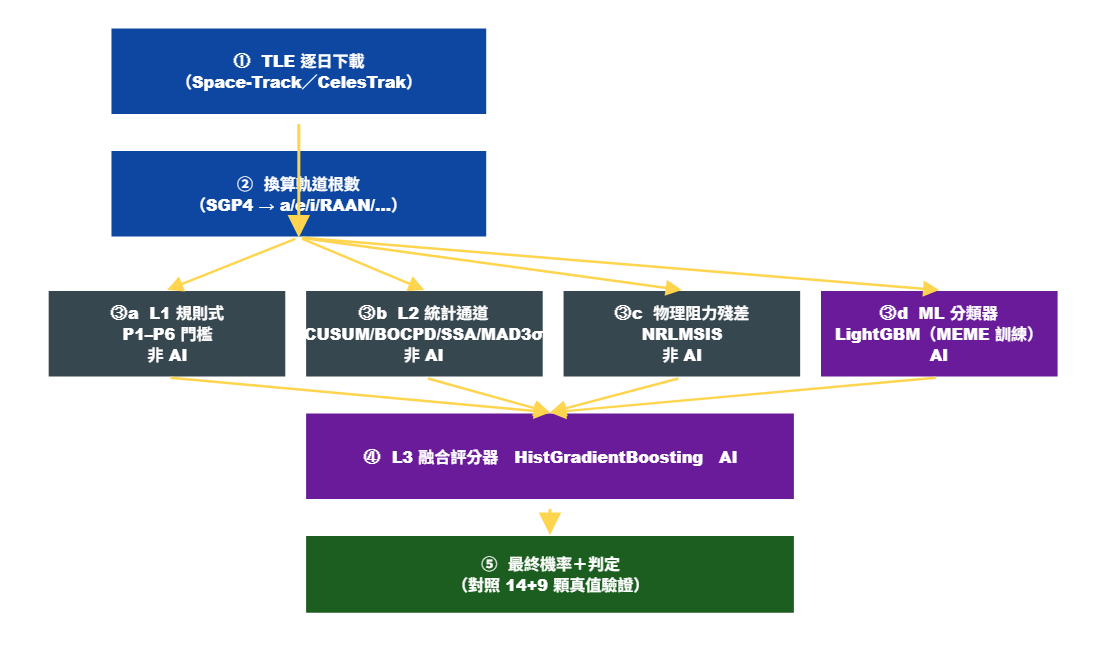 ① TLE 逐日下載
（Space-Track／CelesTrak）
② 換算軌道根數
（SGP4 → a/e/i/RAAN/...）
③a L1 規則式
P1–P6 門檻
非 AI
③b L2 統計通道
CUSUM/BOCPD/SSA/MAD3σ
非 AI
③c 物理阻力殘差
NRLMSIS
非 AI
③d ML 分類器
LightGBM（MEME 訓練）
AI
④ L3 融合評分器 HistGradientBoosting AI
⑤ 最終機率＋判定
（對照 14+9 顆真值驗證）